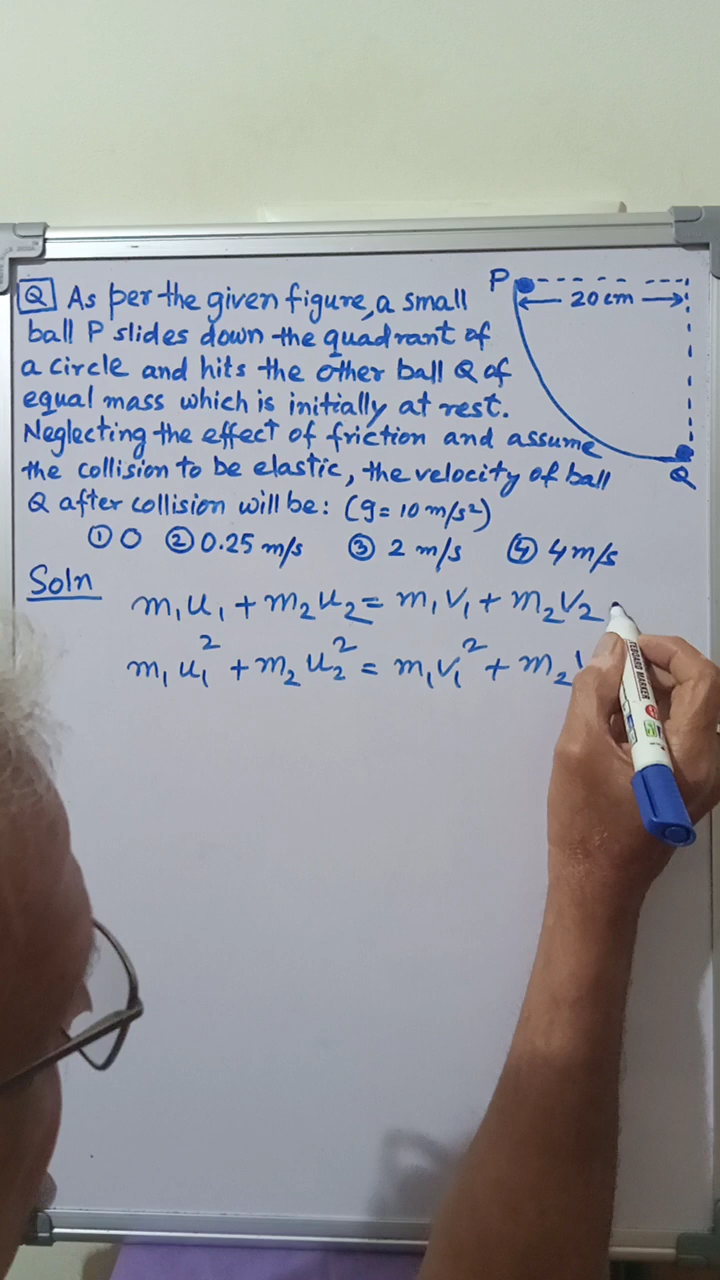 Q As per the given figure, a small
ball P slides down the quadrant of
a circle and hits the other ball Q of
equal mass which is initially at rest.
Neglecting the effect of friction and assume
the collision to be elastic, the velocity of ball
Q after collision will be: (g = 10 m/s²)
① 0 ② 0.25 m/s ③ 2 m/s ④ 4 m/s
P
20 cm
Q
Soln
m₁u₁ + m₂u₂ = m₁v₁ + m₂v₂
m₁u₁² + m₂u₂² = m₁v₁² + m₂
MARKER